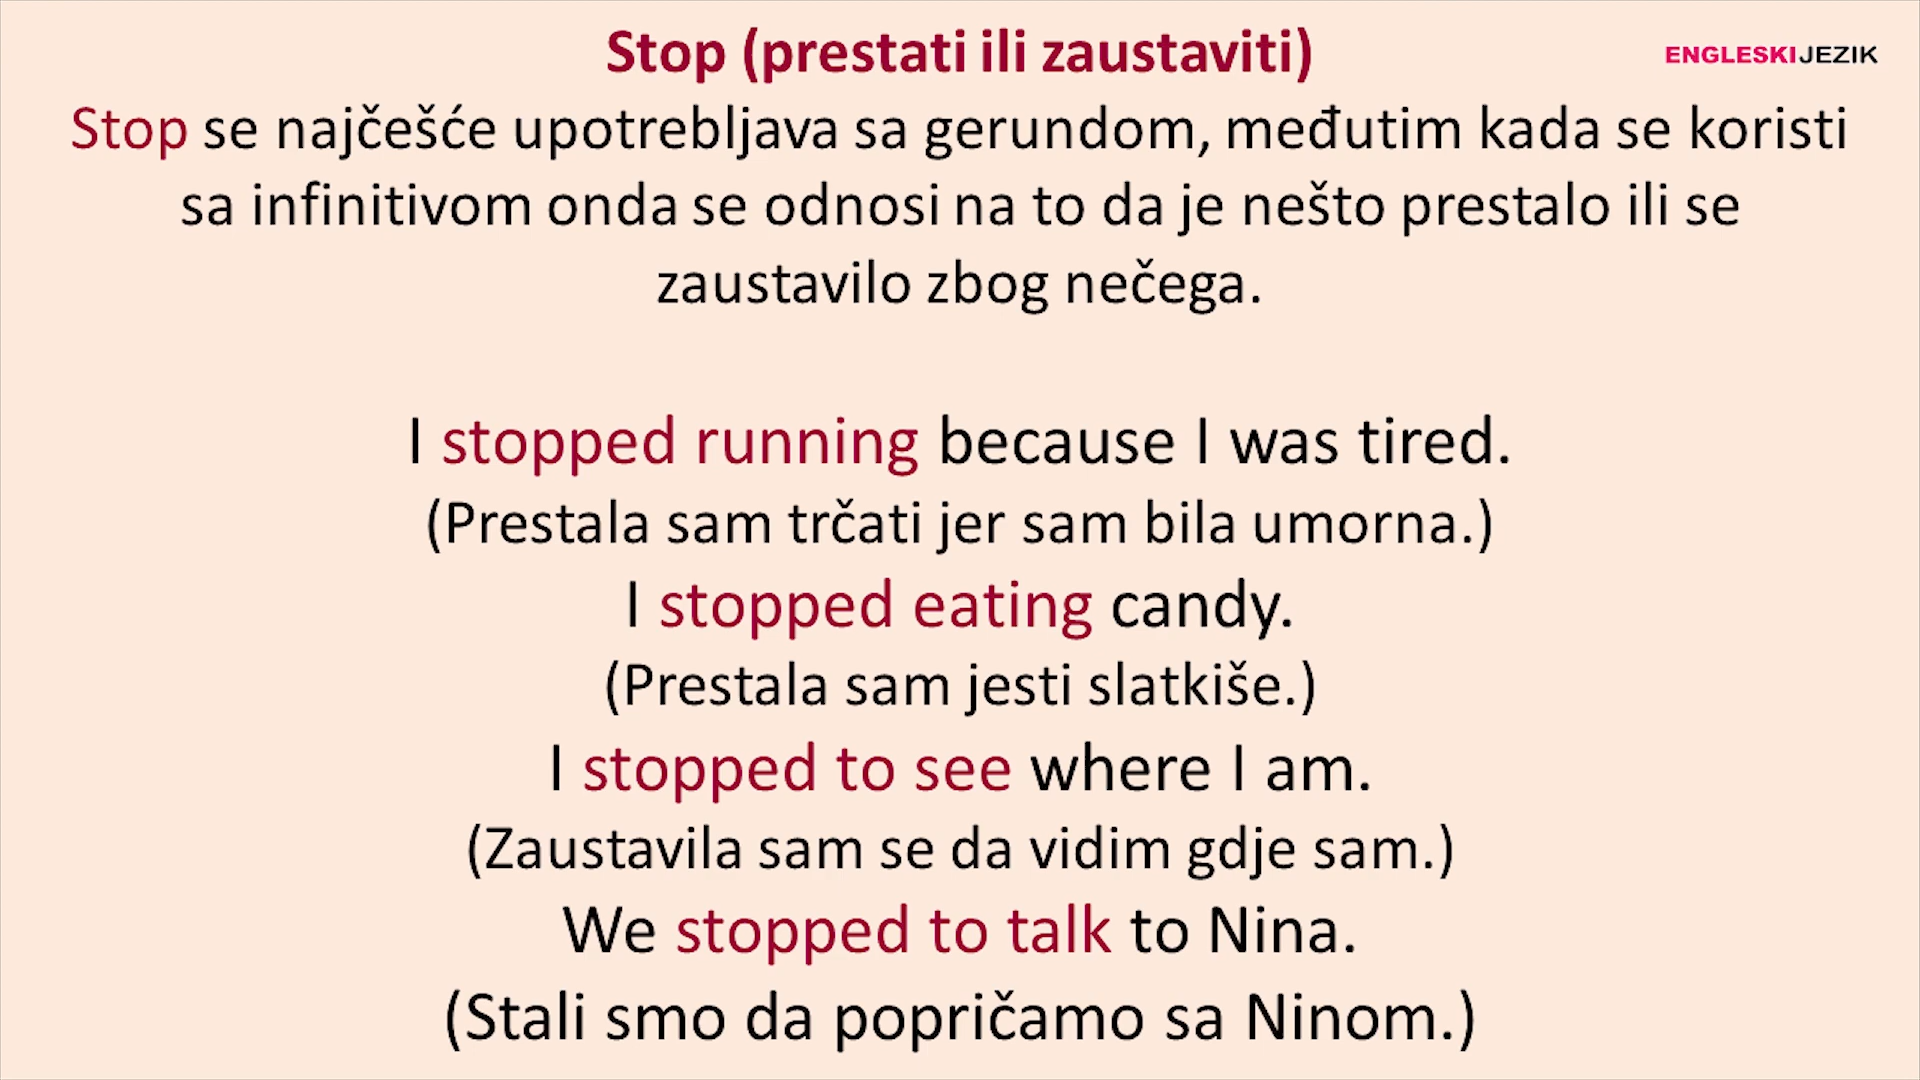 Stop (prestati ili zaustaviti)
ENGLESKIJEZIK
Stop se najčešće upotrebljava sa gerundom, međutim kada se koristi
sa infinitivom onda se odnosi na to da je nešto prestalo ili se
zaustavilo zbog nečega.
I stopped running because I was tired.
(Prestala sam trčati jer sam bila umorna.)
I stopped eating candy.
(Prestala sam jesti slatkiše.)
I stopped to see where I am.
(Zaustavila sam se da vidim gdje sam.)
We stopped to talk to Nina.
(Stali smo da popričamo sa Ninom.)